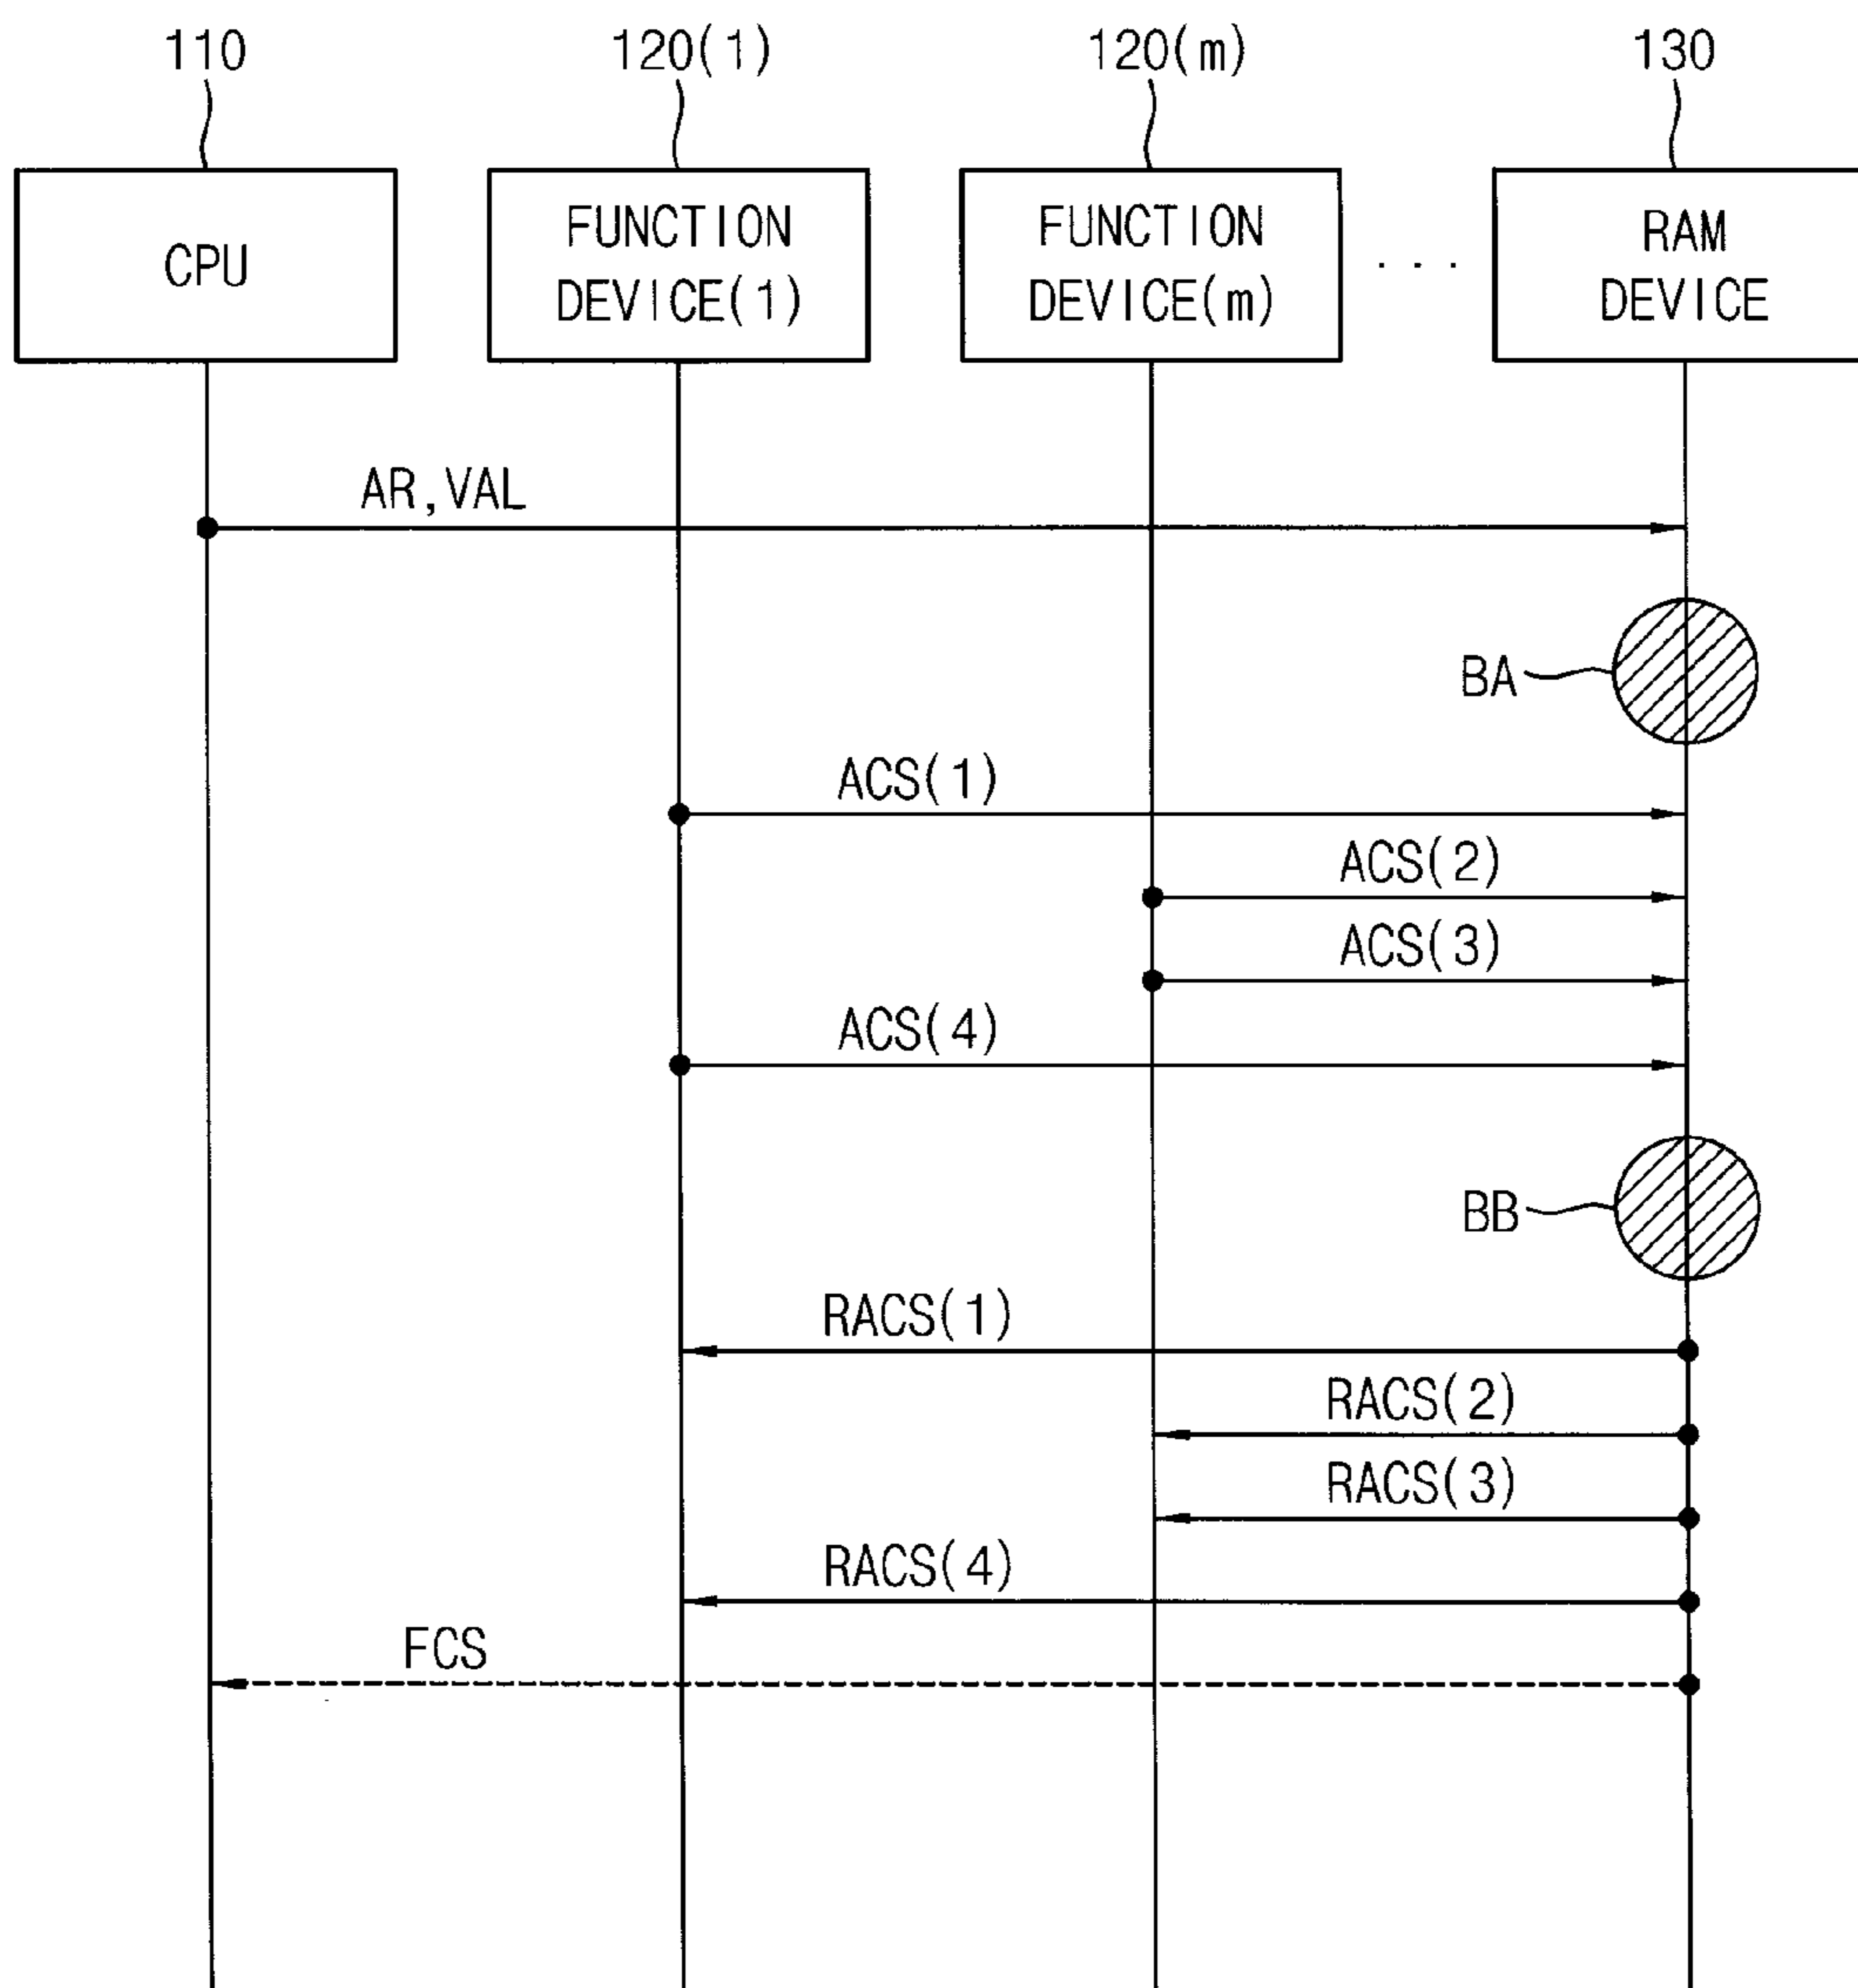 110
120(1)
120(m)
130
CPU
FUNCTION
DEVICE(1)
FUNCTION
DEVICE(m)
. . .
RAM
DEVICE
AR,VAL
BA
ACS(1)
ACS(2)
ACS(3)
ACS(4)
BB
RACS(1)
RACS(2)
RACS(3)
RACS(4)
FCS